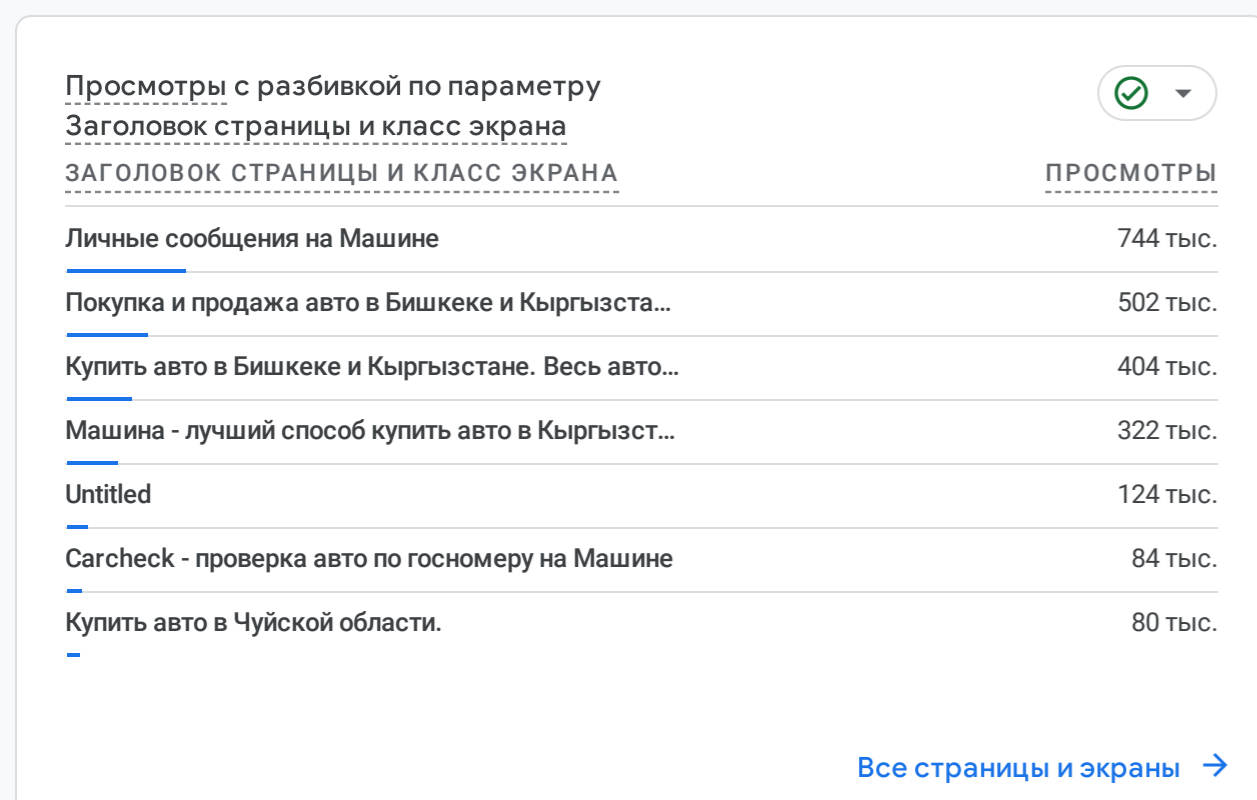 Просмотры с разбивкой по параметру
Заголовок страницы и класс экрана
ЗАГОЛОВОК СТРАНИЦЫ И КЛАСС ЭКРАНА ПРОСМОТРЫ
Личные сообщения на Машине 744 тыс.
Покупка и продажа авто в Бишкеке и Кыргызста... 502 тыс.
Купить авто в Бишкеке и Кыргызстане. Весь авто... 404 тыс.
Машина - лучший способ купить авто в Кыргызст... 322 тыс.
Untitled 124 тыс.
Carcheck - проверка авто по госномеру на Машине 84 тыс.
Купить авто в Чуйской области. 80 тыс.
Все страницы и экраны